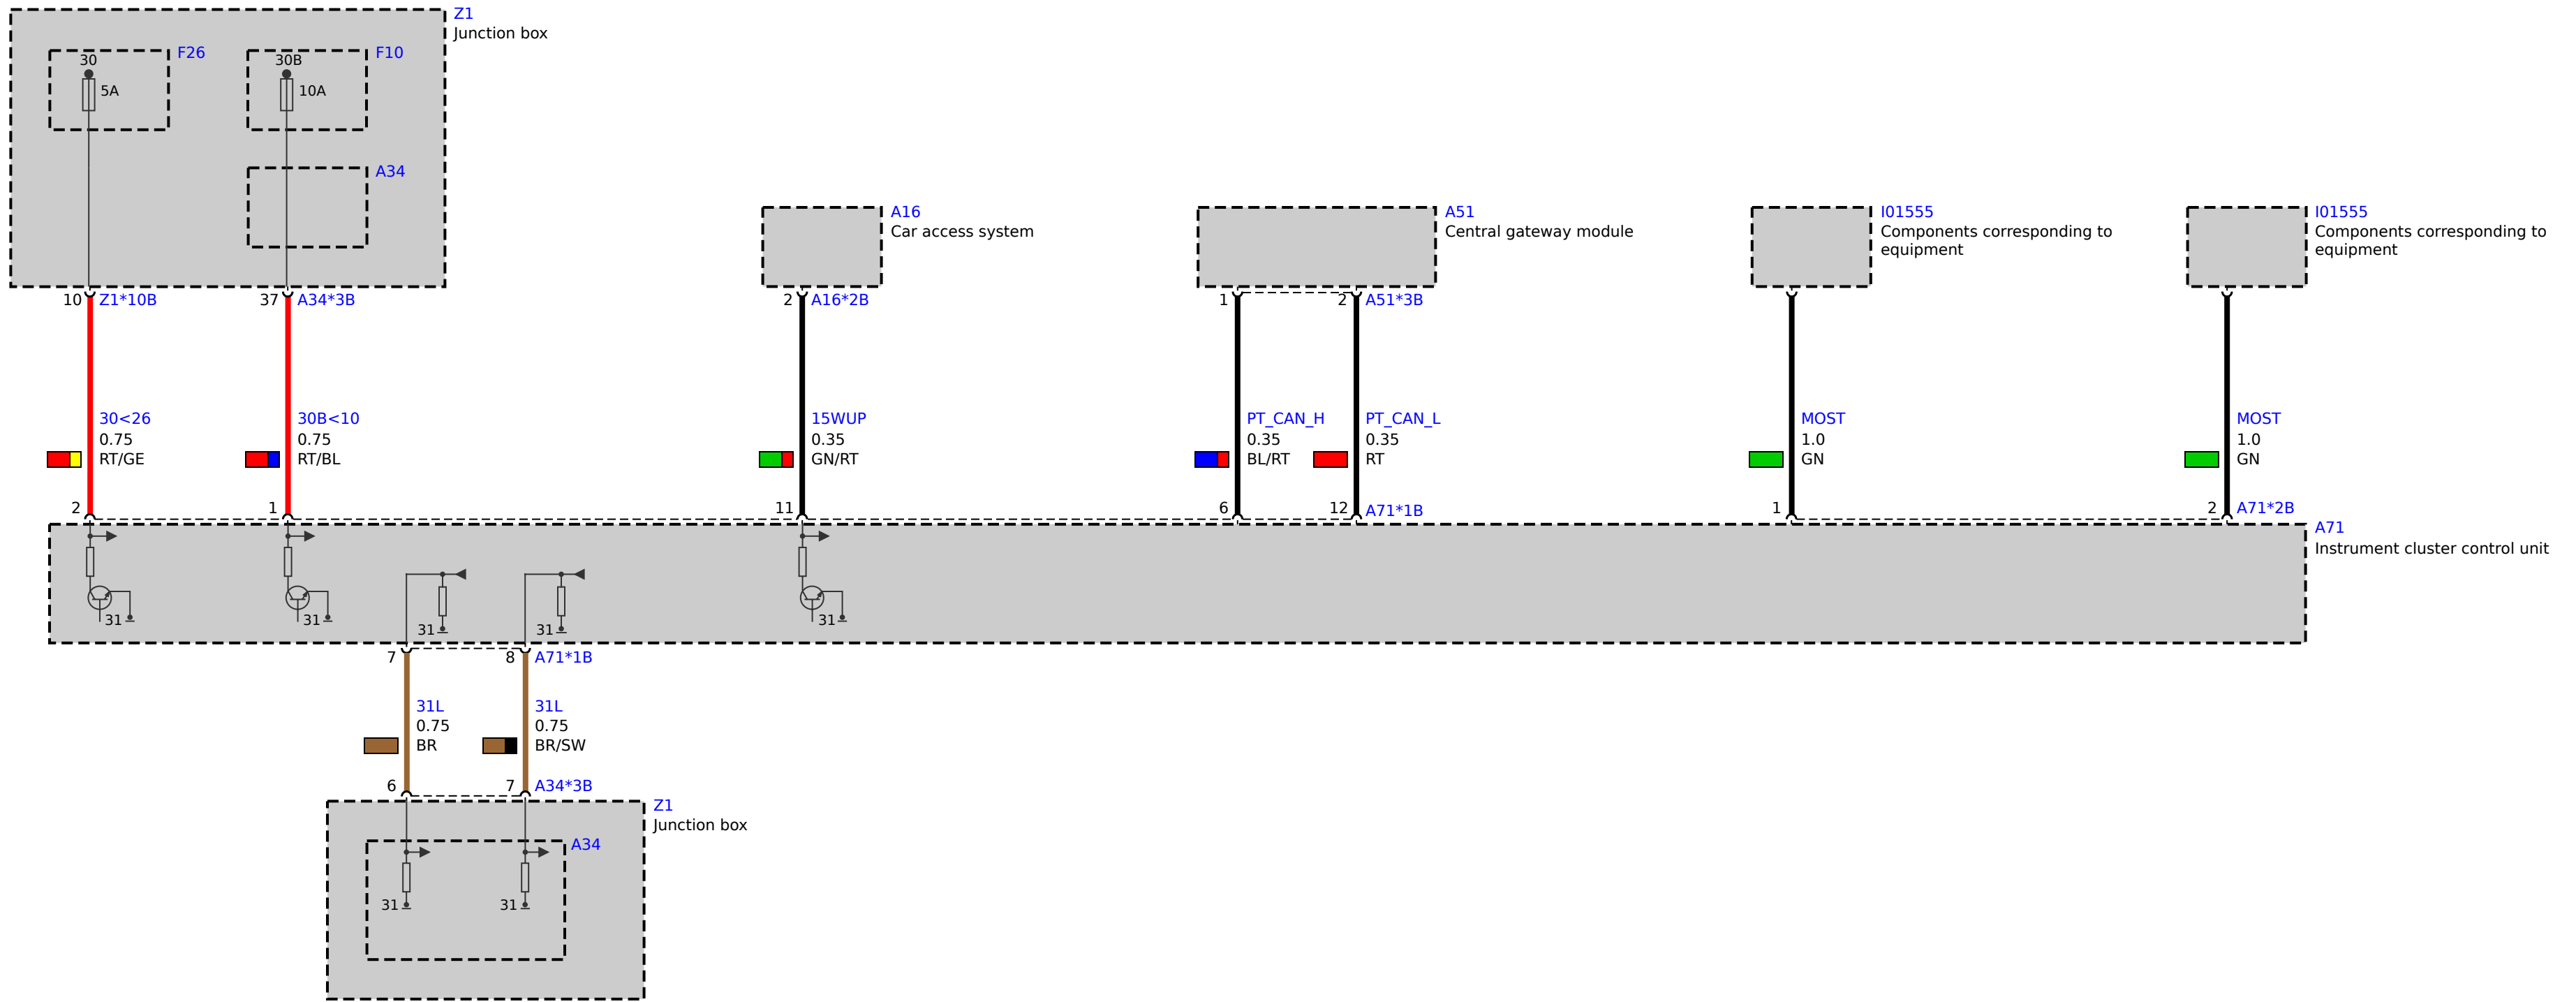 Z1
Junction box
F26
30
5A
F10
30B
10A
A34
A16
Car access system
A51
Central gateway module
I01555
Components corresponding to
equipment
I01555
Components corresponding to
equipment
10 Z1*10B
37 A34*3B
2 A16*2B
1
2 A51*3B
30<26
0.75
RT/GE
30B<10
0.75
RT/BL
15WUP
0.35
GN/RT
PT_CAN_H
0.35
BL/RT
PT_CAN_L
0.35
RT
MOST
1.0
GN
MOST
1.0
GN
2
1
11
6
12 A71*1B
1
2 A71*2B
A71
Instrument cluster control unit
31
31
31
31
31
7
8 A71*1B
31L
0.75
BR
31L
0.75
BR/SW
6
7 A34*3B
Z1
Junction box
A34
31
31